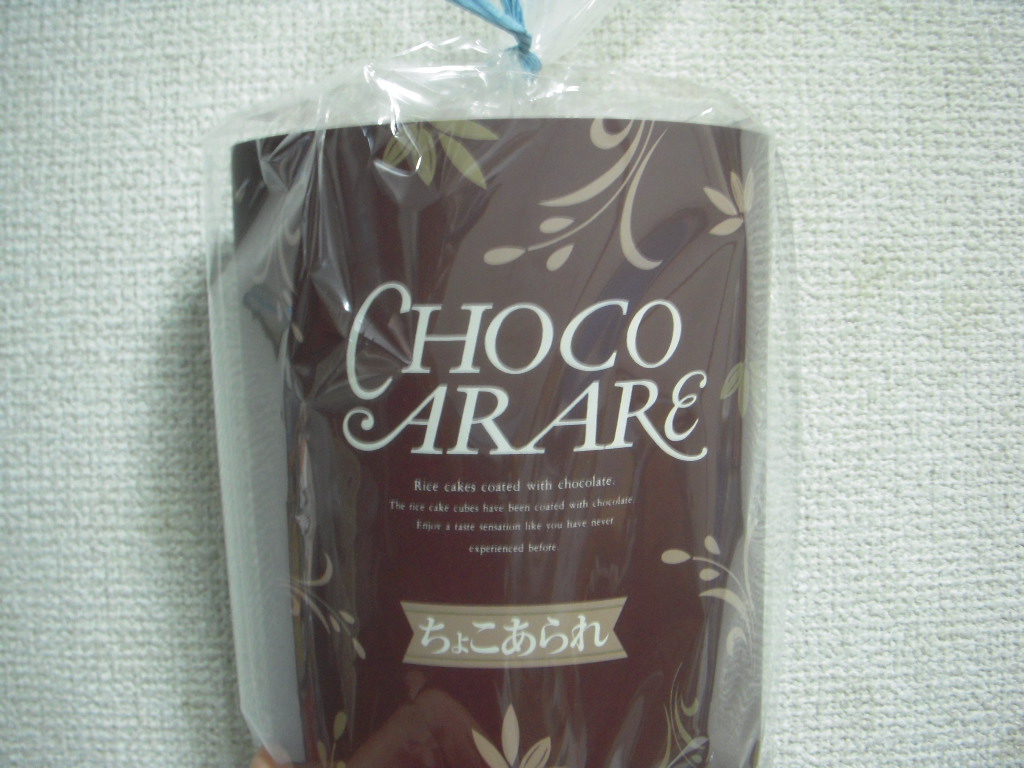 CHOCO
ARARE
Rice cakes coated with chocolate.
The rice cake cubes have been coated with chocolate.
Enjoy a taste sensation like you have never
experienced before
ちょこあられ